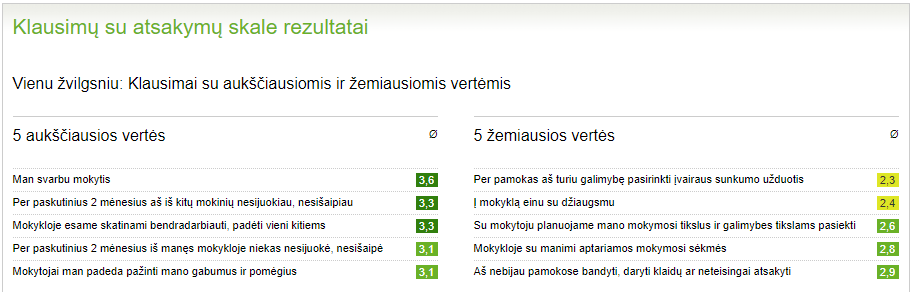 Klausimų su atsakymų skale rezultatai
Vienu žvilgsniu: Klausimai su aukščiausiomis ir žemiausiomis vertėmis
5 aukščiausios vertės Ø
Man svarbu mokytis 3,6
Per paskutinius 2 mėnesius aš iš kitų mokinių nesijuokiau, nesišaipiau 3,3
Mokykloje esame skatinami bendradarbiauti, padėti vieni kitiems 3,3
Per paskutinius 2 mėnesius iš manęs mokykloje niekas nesijuokė, nesišaipė 3,1
Mokytojai man padeda pažinti mano gabumus ir pomėgius 3,1
5 žemiausios vertės Ø
Per pamokas aš turiu galimybę pasirinkti įvairaus sunkumo užduotis 2,3
Į mokyklą einu su džiaugsmu 2,4
Su mokytoju planuojame mano mokymosi tikslus ir galimybes tikslams pasiekti 2,6
Mokykloje su manimi aptariamos mokymosi sėkmės 2,8
Aš nebijau pamokose bandyti, daryti klaidų ar neteisingai atsakyti 2,9